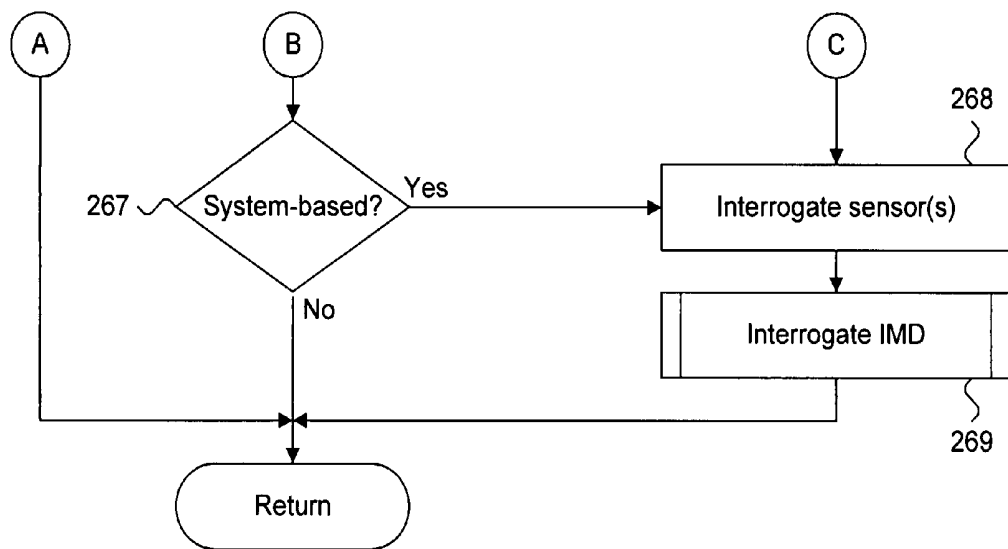 A
B
C
268
267
System-based?
Yes
Interrogate sensor(s)
No
Interrogate IMD
269
Return